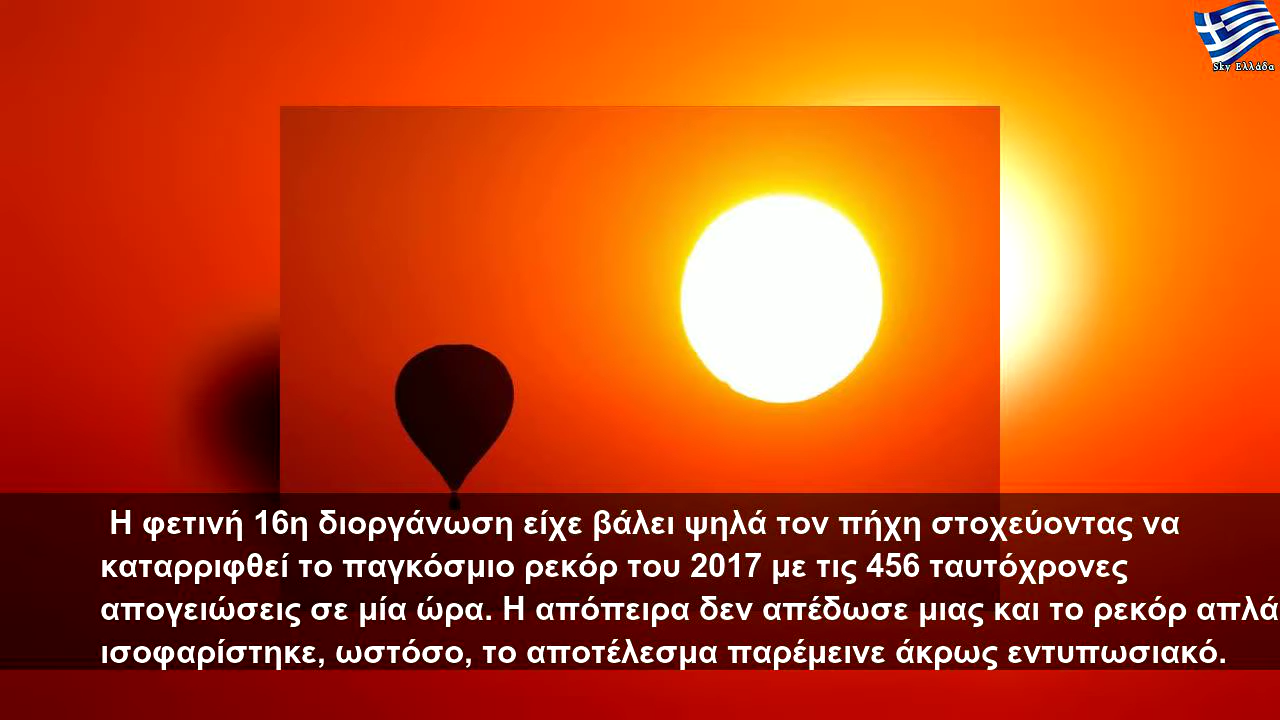 Sky Ελλάδα
Η φετινή 16η διοργάνωση είχε βάλει ψηλά τον πήχη στοχεύοντας να
καταρριφθεί το παγκόσμιο ρεκόρ του 2017 με τις 456 ταυτόχρονες
απογειώσεις σε μία ώρα. Η απόπειρα δεν απέδωσε μιας και το ρεκόρ απλά
ισοφαρίστηκε, ωστόσο, το αποτέλεσμα παρέμεινε άκρως εντυπωσιακό.